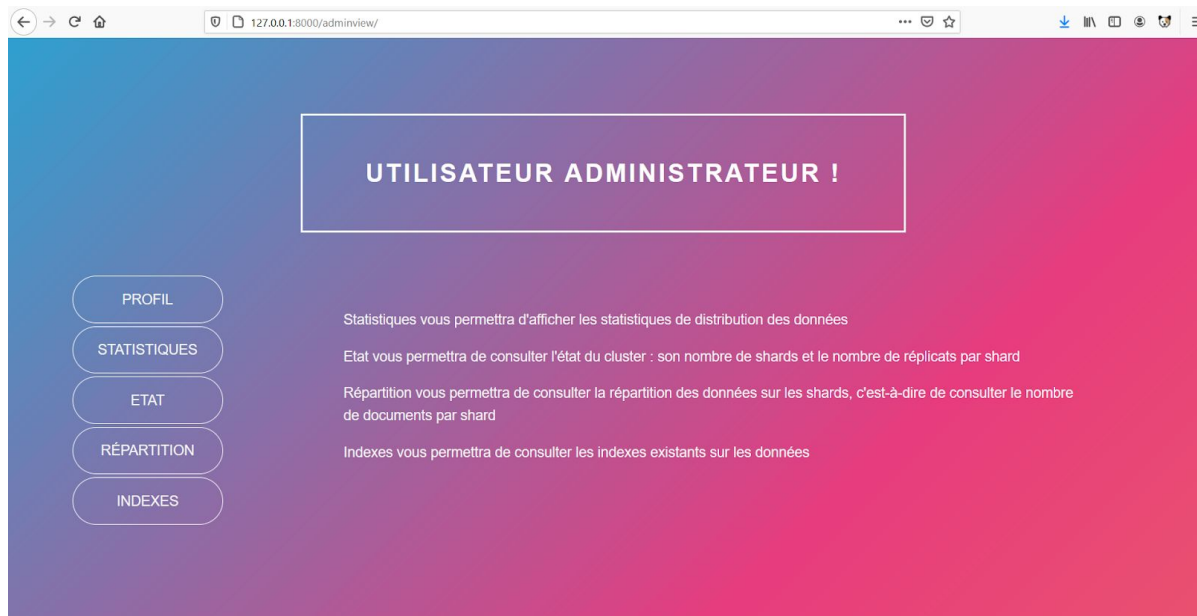 127.0.0.1:8000/adminview/
UTILISATEUR ADMINISTRATEUR !
PROFIL
STATISTIQUES
ETAT
RÉPARTITION
INDEXES
Statistiques vous permettra d'afficher les statistiques de distribution des données
Etat vous permettra de consulter l'état du cluster : son nombre de shards et le nombre de réplicats par shard
Répartition vous permettra de consulter la répartition des données sur les shards, c'est-à-dire de consulter le nombre
de documents par shard
Indexes vous permettra de consulter les indexes existants sur les données